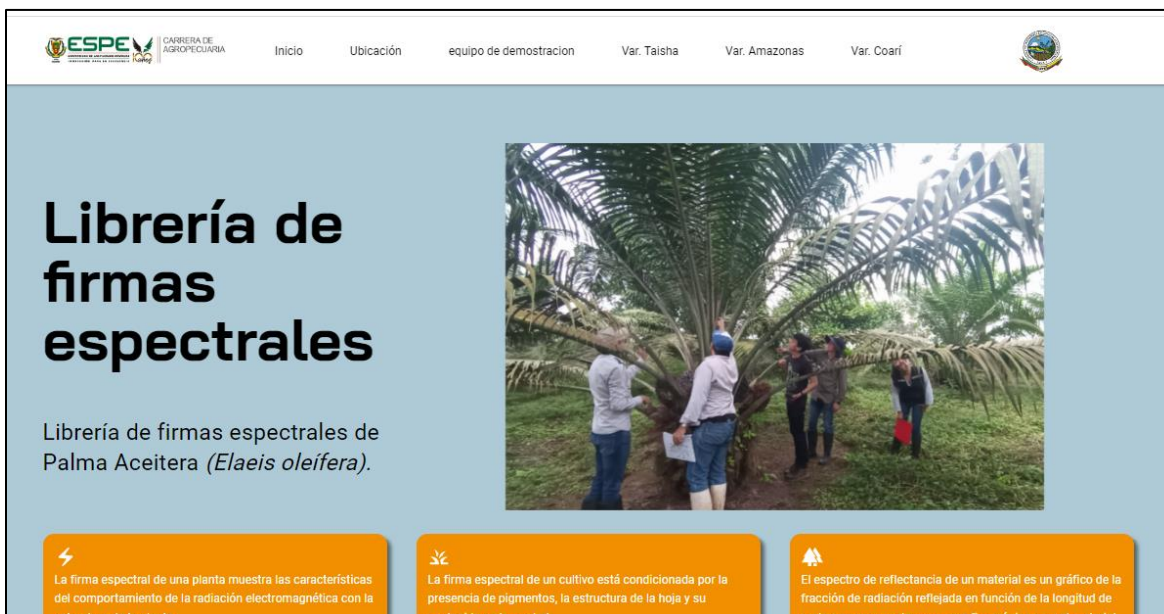 ESPE
CARRERA DE
AGROPECUARIA
Inicio
Ubicación
equipo de demostracion
Var. Taisha
Var. Amazonas
Var. Coarí
Librería de
firmas
espectrales
Librería de firmas espectrales de
Palma Aceitera (Elaeis oleífera).
La firma espectral de una planta muestra las características
del comportamiento de la radiación electromagnética con la
La firma espectral de un cultivo está condicionada por la
presencia de pigmentos, la estructura de la hoja y su
El espectro de reflectancia de un material es un gráfico de la
fracción de radiación reflejada en función de la longitud de